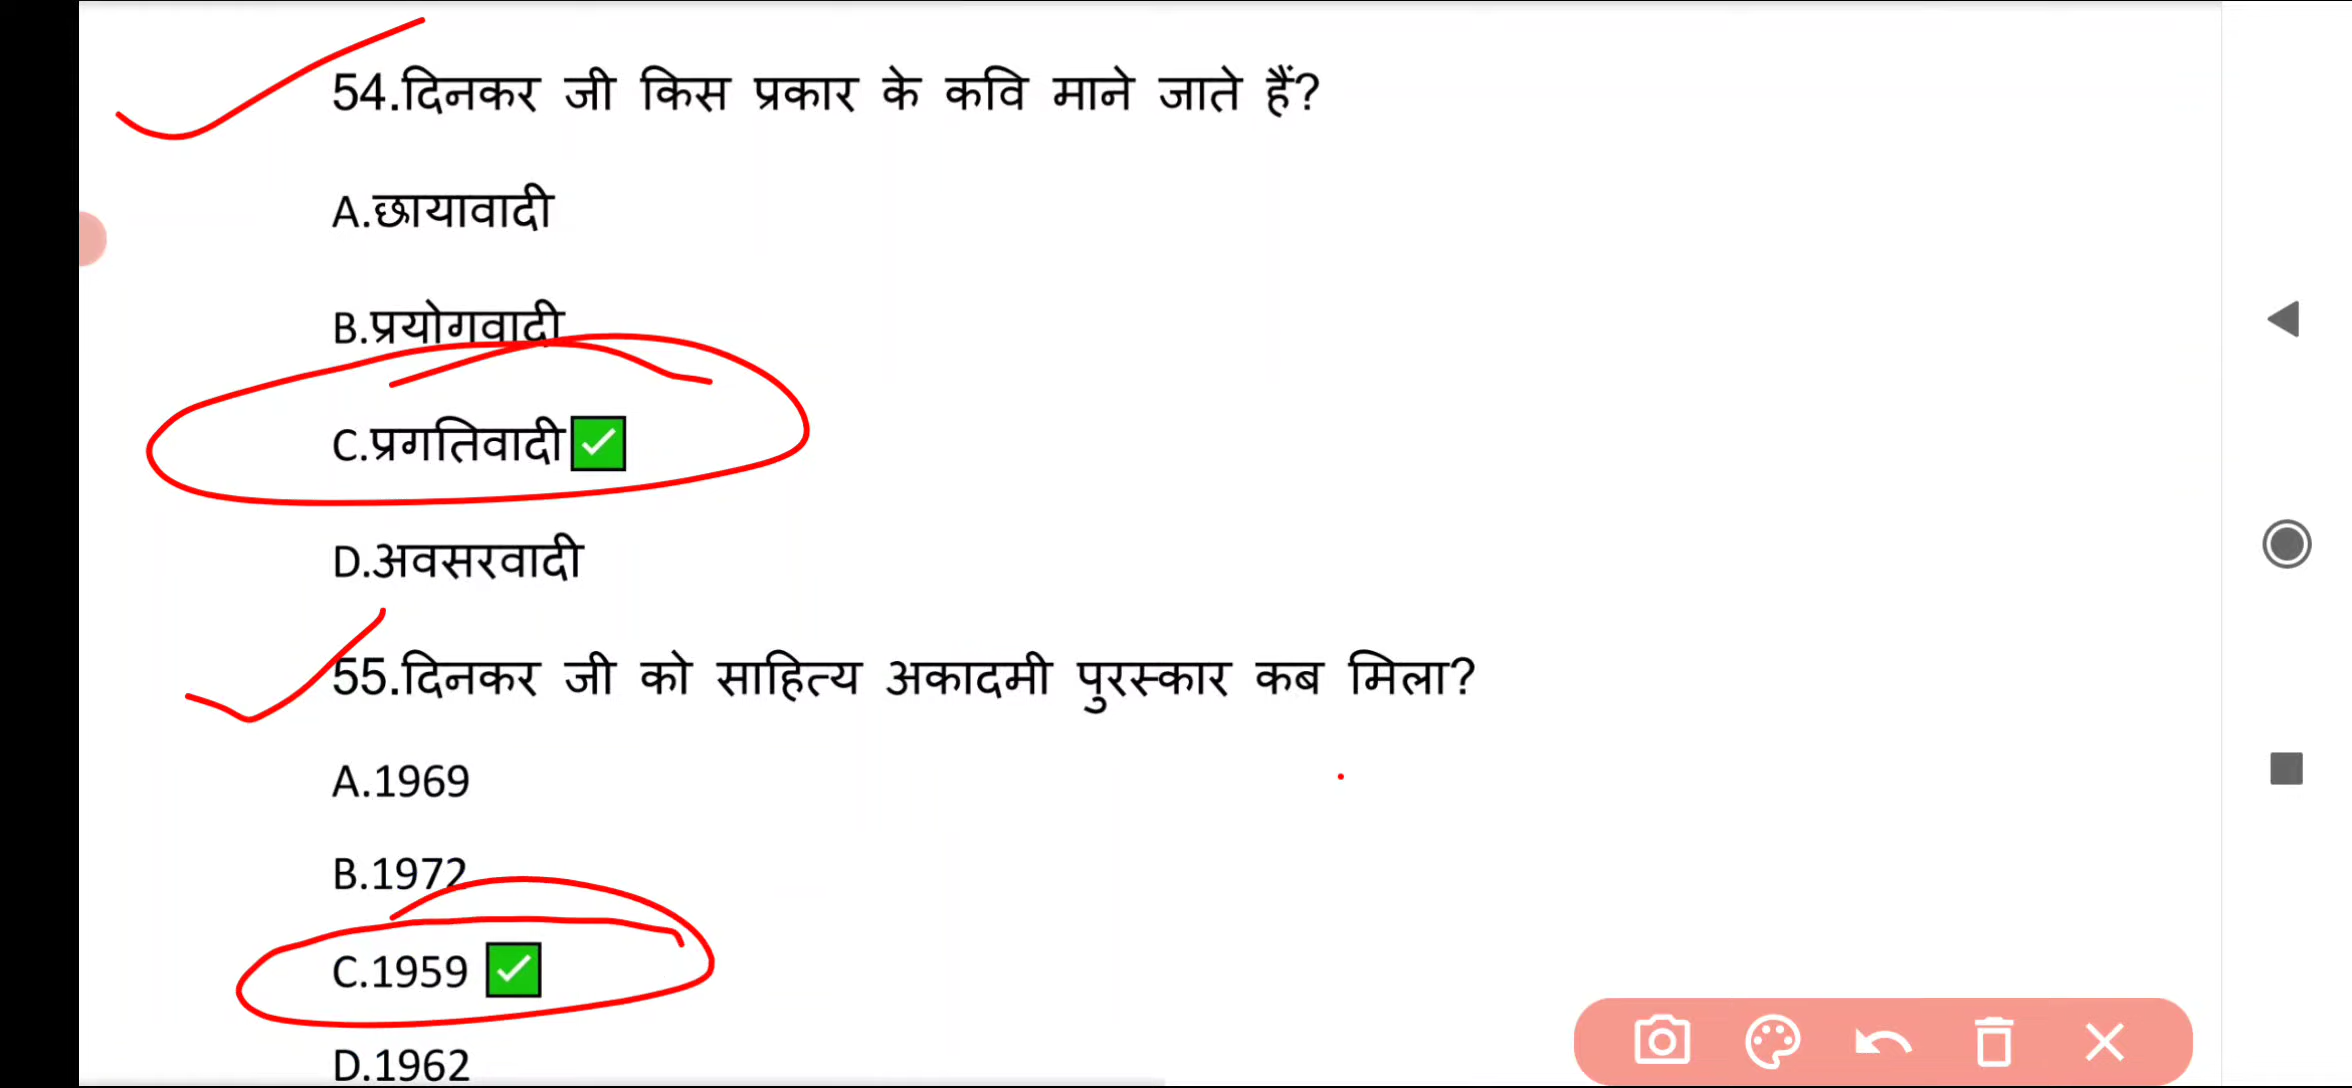 54.दिनकर जी किस प्रकार के कवि माने जाते हैं?
A.छायावादी
B.प्रयोगवादी
C.प्रगतिवादी✅
D.अवसरवादी
55.दिनकर जी को साहित्य अकादमी पुरस्कार कब मिला?
A.1969
B.1972
C.1959 ✅
D.1962